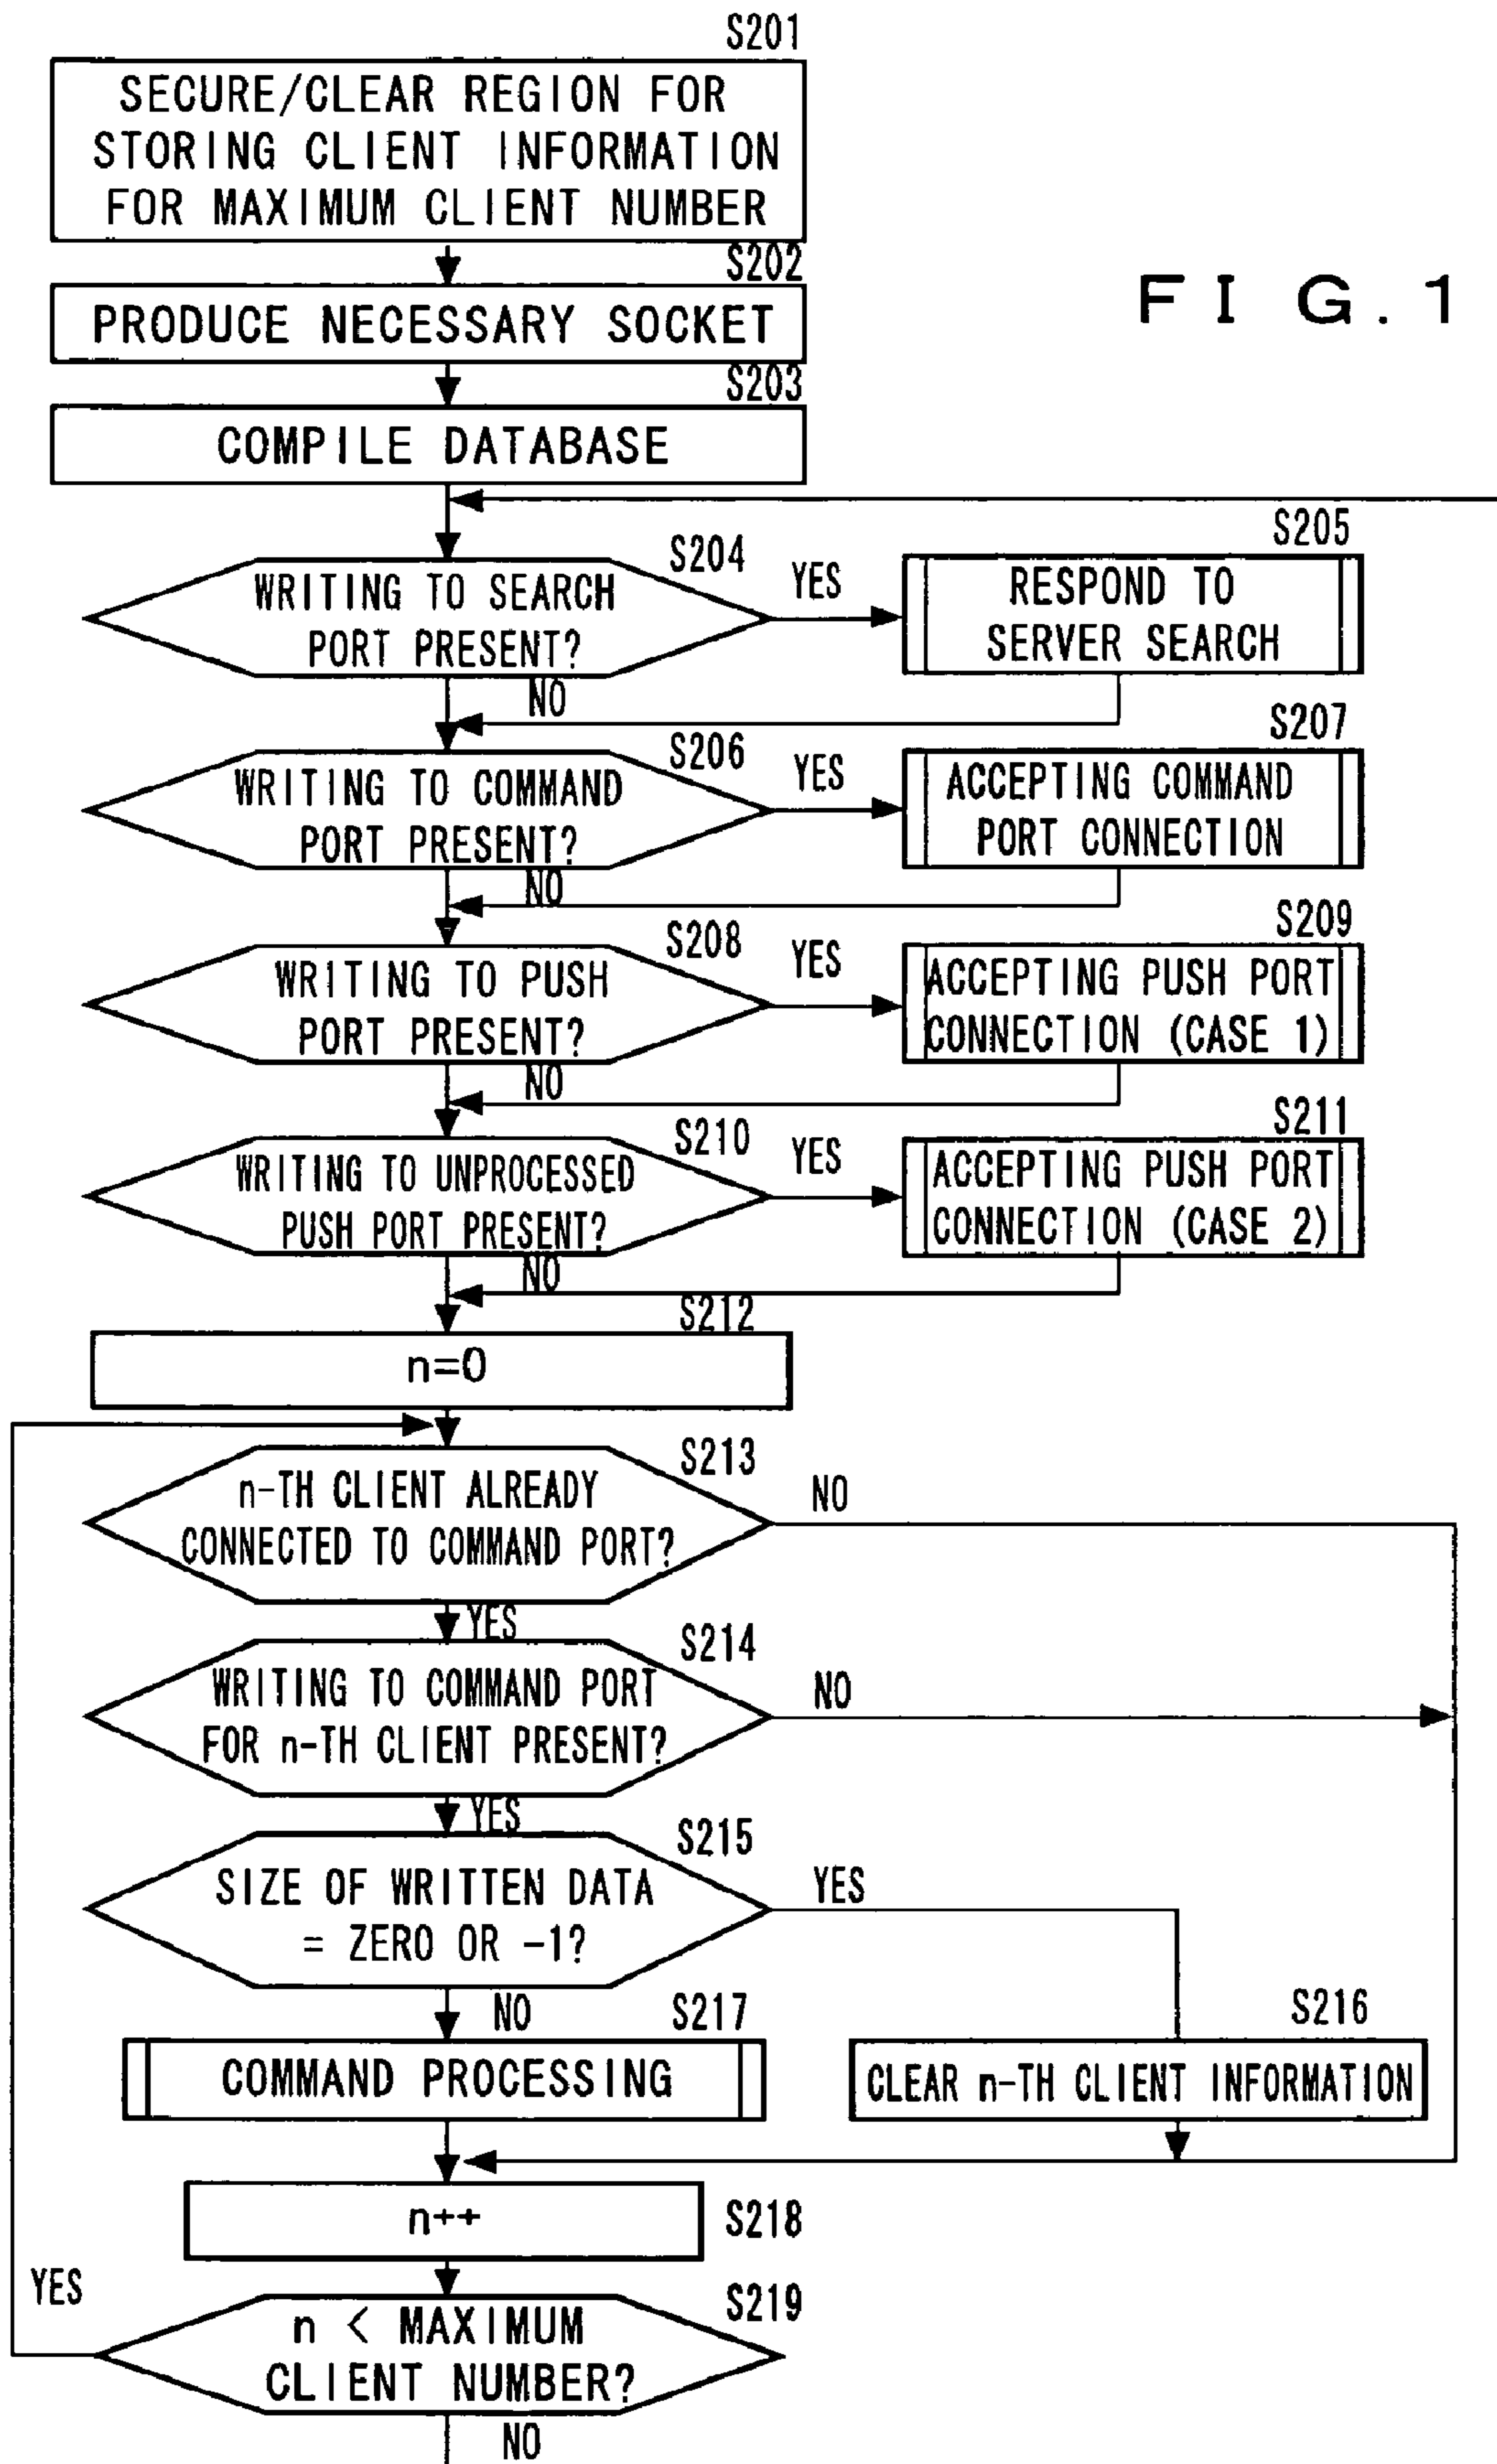 S201
SECURE/CLEAR REGION FOR
STORING CLIENT INFORMATION
FOR MAXIMUM CLIENT NUMBER
S202
PRODUCE NECESSARY SOCKET
FIG.1
S203
COMPILE DATABASE
S204
WRITING TO SEARCH
PORT PRESENT?
YES
S205
RESPOND TO
SERVER SEARCH
NO
S206
WRITING TO COMMAND
PORT PRESENT?
YES
S207
ACCEPTING COMMAND
PORT CONNECTION
NO
S208
WRITING TO PUSH
PORT PRESENT?
YES
S209
ACCEPTING PUSH PORT
CONNECTION (CASE 1)
NO
S210
WRITING TO UNPROCESSED
PUSH PORT PRESENT?
YES
S211
ACCEPTING PUSH PORT
CONNECTION (CASE 2)
NO
S212
n=0
S213
n-TH CLIENT ALREADY
CONNECTED TO COMMAND PORT?
NO
YES
S214
WRITING TO COMMAND PORT
FOR n-TH CLIENT PRESENT?
NO
YES
S215
SIZE OF WRITTEN DATA
= ZERO OR -1?
YES
NO
S217
COMMAND PROCESSING
S216
CLEAR n-TH CLIENT INFORMATION
n++
S218
YES
S219
n < MAXIMUM
CLIENT NUMBER?
NO